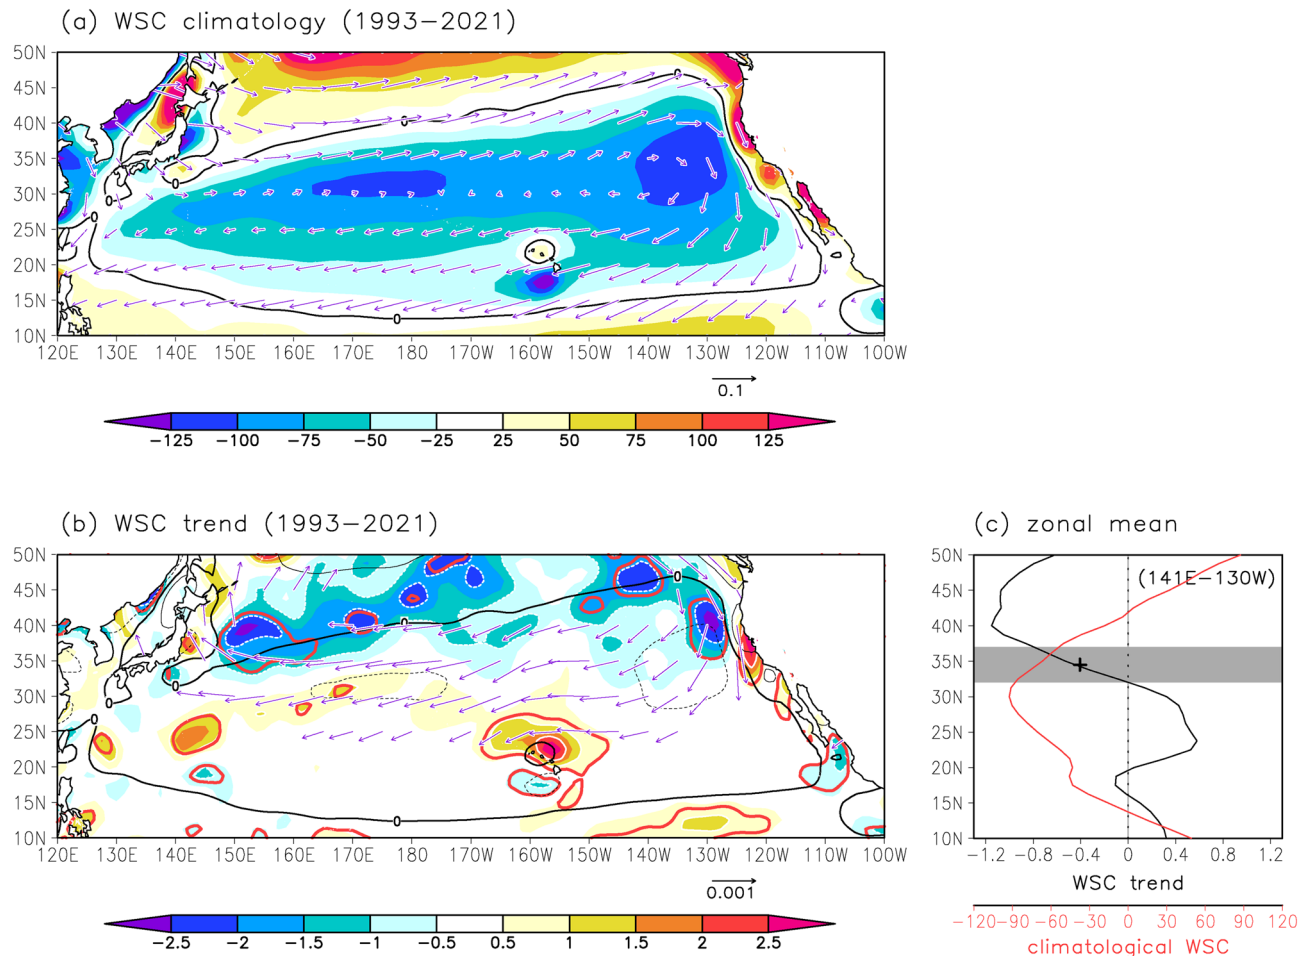 (a) WSC climatology (1993−2021)
50N
45N
40N
35N
30N
25N
20N
15N
10N
0
0
0
0
0
0
120E 130E 140E 150E 160E 170E 180 170W 160W 150W 140W 130W 120W 110W 100W
0.1
−125 −100 −75 −50 −25 25 50 75 100 125
(b) WSC trend (1993−2021)
50N
45N
40N
35N
30N
25N
20N
15N
10N
0
0
0
0
0
0
120E 130E 140E 150E 160E 170E 180 170W 160W 150W 140W 130W 120W 110W 100W
0.001
−2.5 −2 −1.5 −1 −0.5 0.5 1 1.5 2 2.5
(c) zonal mean
(141E−130W)
50N
45N
40N
35N
30N
25N
20N
15N
10N
−1.2 −0.8 −0.4 0 0.4 0.8 1.2
WSC trend
−120 −90 −60 −30 0 30 60 90 120
climatological WSC